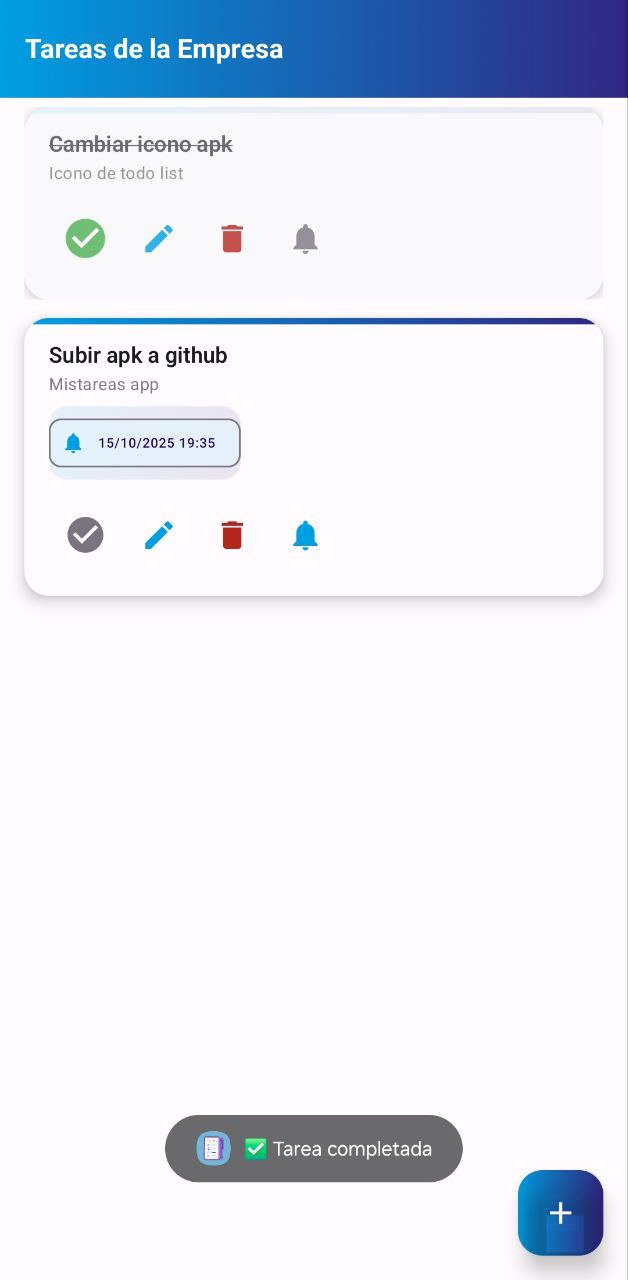 Tareas de la Empresa
Cambiar icono apk
Icono de todo list
Subir apk a github
Mistareas app
15/10/2025 19:35
✅ Tarea completada